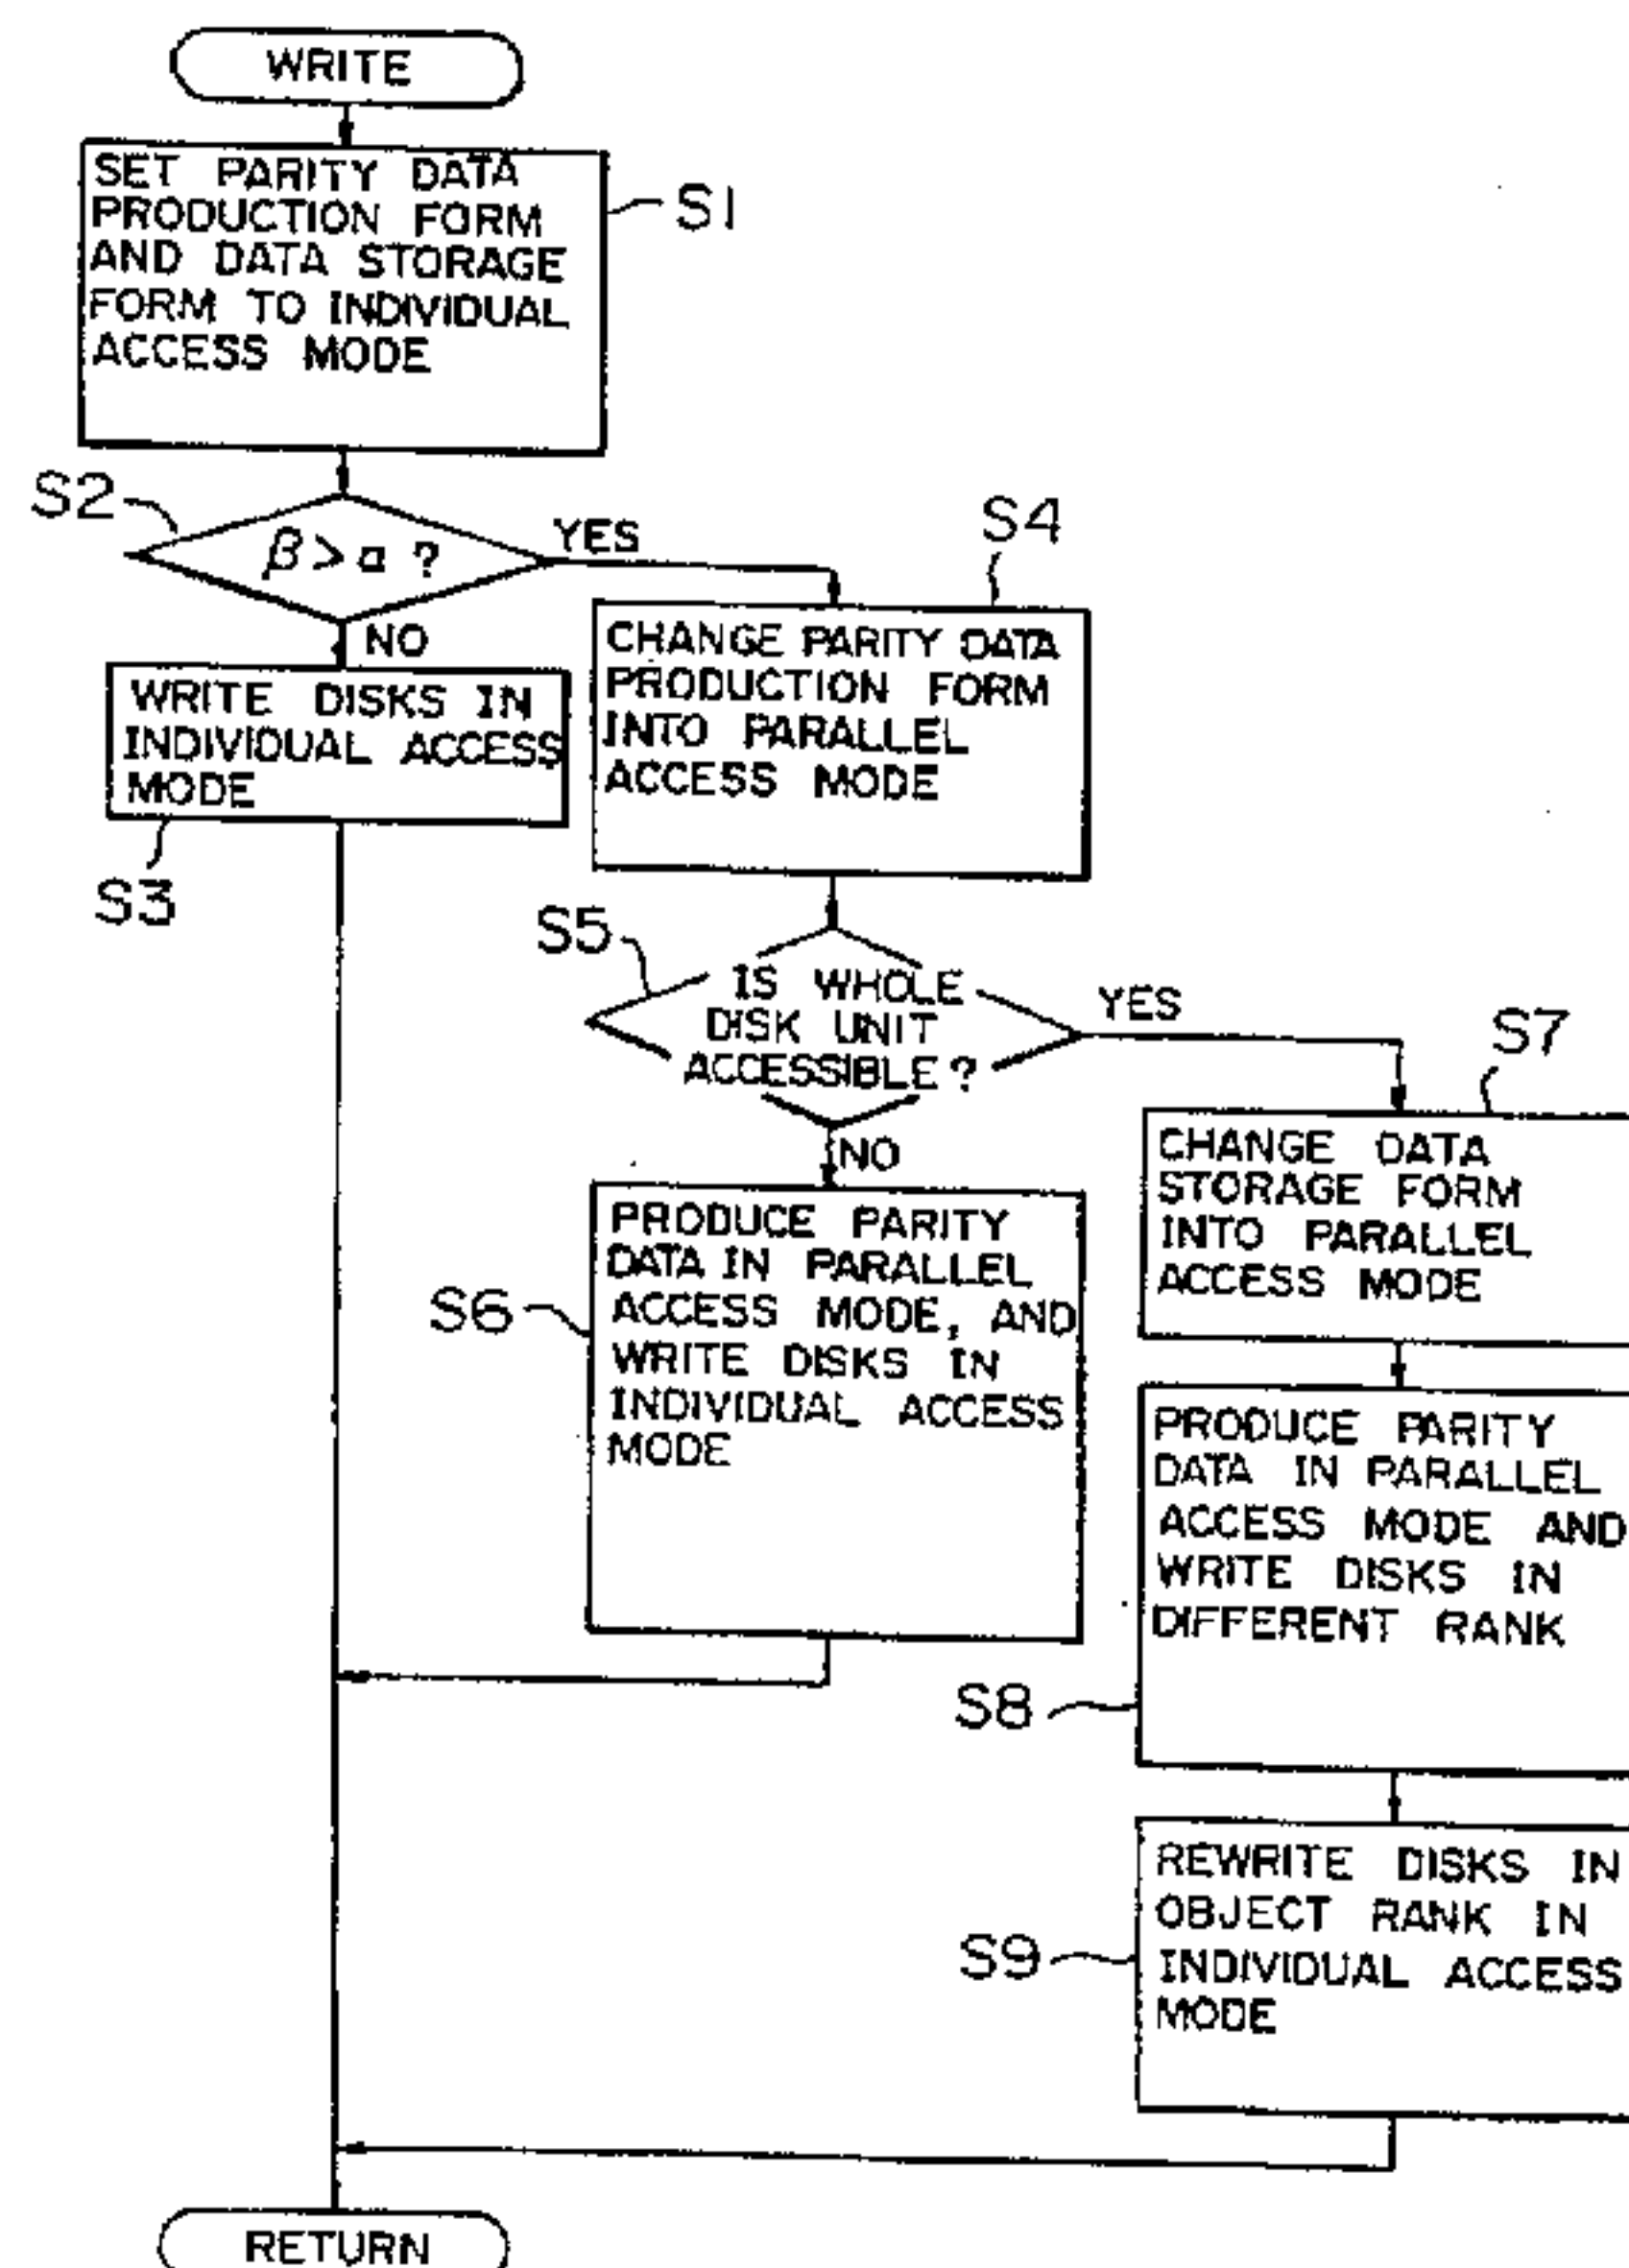 WRITE
SET PARITY DATA
PRODUCTION FORM
AND DATA STORAGE
FORM TO INDIVIDUAL
ACCESS MODE
S1
S2
β > α ?
YES
NO
WRITE DISKS IN
INDIVIDUAL ACCESS
MODE
S3
S4
CHANGE PARITY DATA
PRODUCTION FORM
INTO PARALLEL
ACCESS MODE
S5
IS WHOLE
DISK UNIT
ACCESSIBLE ?
YES
NO
S6
PRODUCE PARITY
DATA IN PARALLEL
ACCESS MODE, AND
WRITE DISKS IN
INDIVIDUAL ACCESS
MODE
S7
CHANGE DATA
STORAGE FORM
INTO PARALLEL
ACCESS MODE
PRODUCE PARITY
DATA IN PARALLEL
ACCESS MODE AND
WRITE DISKS IN
DIFFERENT RANK
S8
REWRITE DISKS IN
OBJECT RANK IN
INDIVIDUAL ACCESS
MODE
S9
RETURN